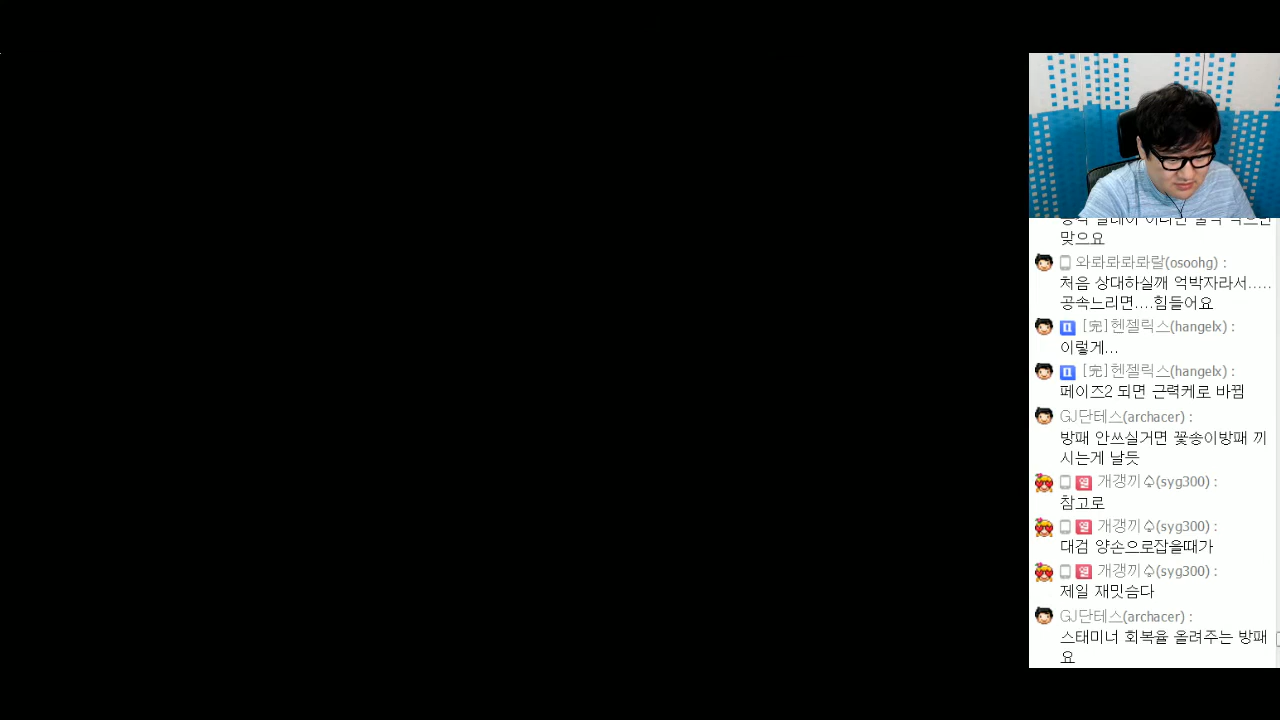 맞으요
와롸롸롸롸랄(osoohg) :
처음 상대하실깨 억박자라서.....
공속느리면....힘들어요
[完]헨젤릭스(hangelx) :
이렇게...
[完]헨젤릭스(hangelx) :
페이즈2 되면 근력케로 바뀜
GJ단테스(archacer) :
방패 안쓰실거면 꽃송이방패 끼
시는게 날듯
열 개갱끼♤(syg300) :
참고로
열 개갱끼♤(syg300) :
대검 양손으로잡을때가
열 개갱끼♤(syg300) :
제일 재밋슴다
GJ단테스(archacer) :
스태미너 회복율 올려주는 방패
요